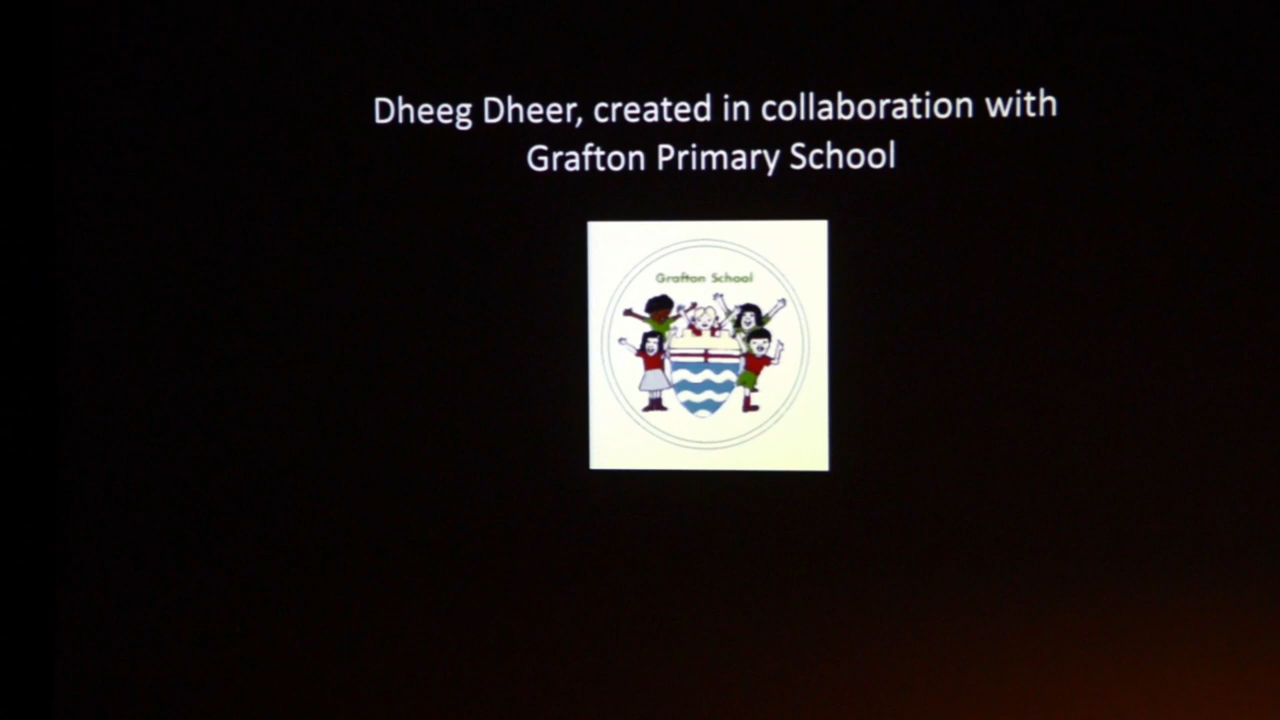 Dheeg Dheer, created in collaboration with
Grafton Primary School
Grafton School